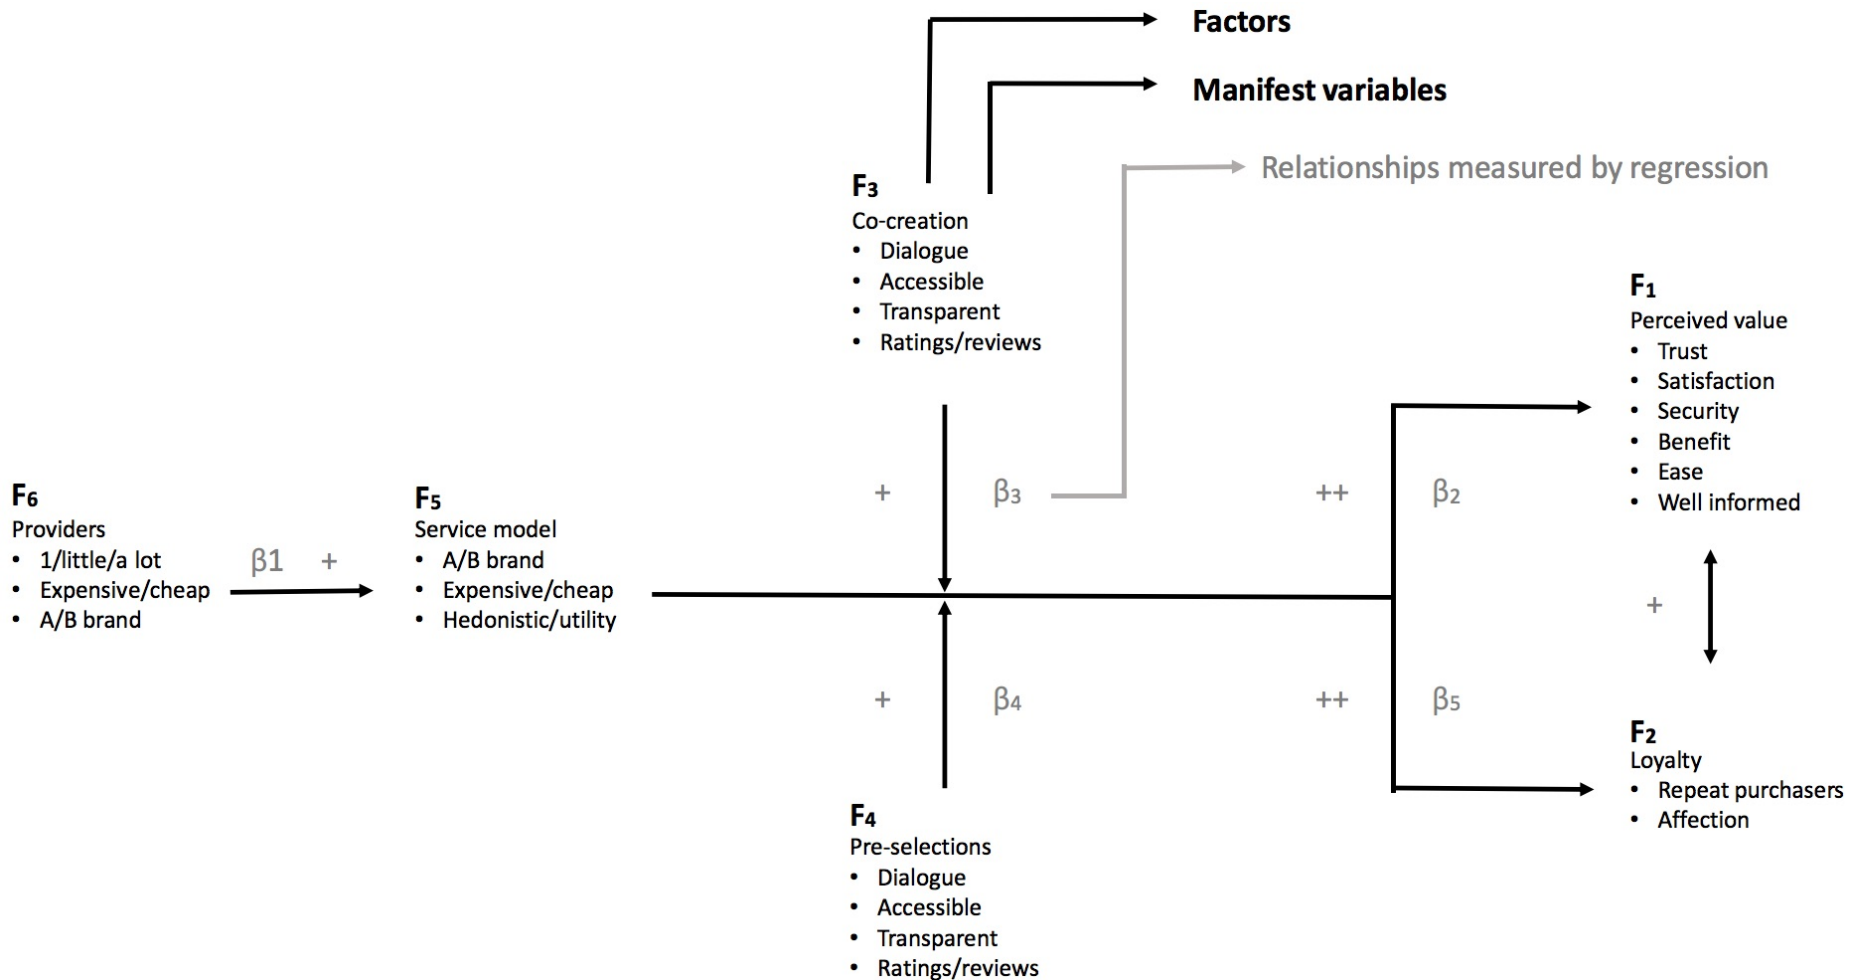 Factors
Manifest variables
Relationships measured by regression
F3
Co-creation
• Dialogue
• Accessible
• Transparent
• Ratings/reviews
F1
Perceived value
• Trust
• Satisfaction
• Security
• Benefit
• Ease
• Well informed
+ β3 ++ β2
F6
Providers
• 1/little/a lot
• Expensive/cheap
• A/B brand
β1 +
F5
Service model
• A/B brand
• Expensive/cheap
• Hedonistic/utility
+
+ β4 ++ β5
F2
Loyalty
• Repeat purchasers
• Affection
F4
Pre-selections
• Dialogue
• Accessible
• Transparent
• Ratings/reviews